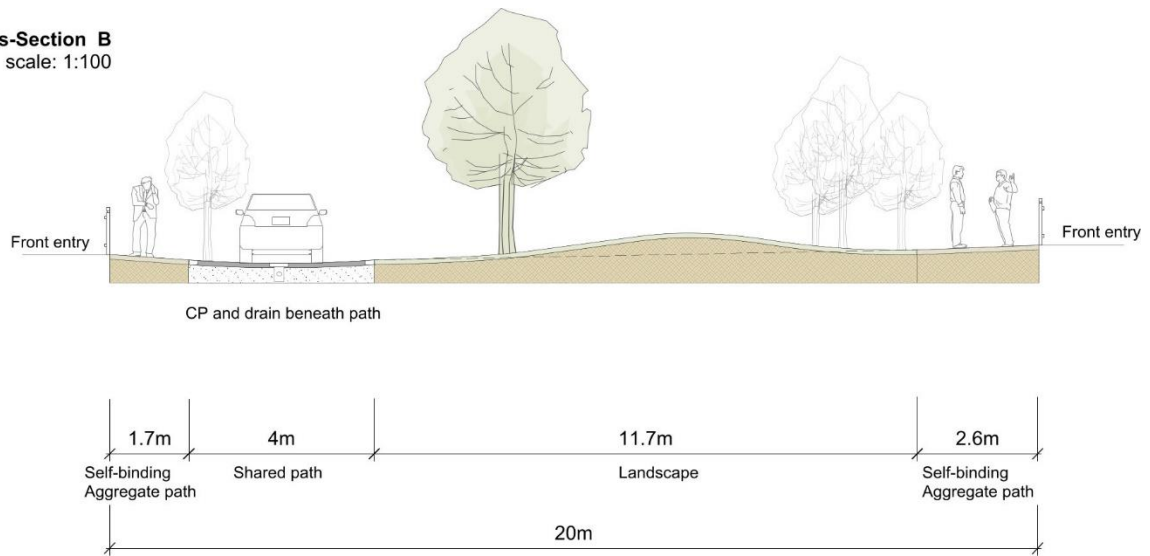 s-Section B
scale: 1:100
Front entry
Front entry
CP and drain beneath path
1.7m
4m
11.7m
2.6m
Self-binding
Aggregate path
Shared path
Landscape
Self-binding
Aggregate path
20m